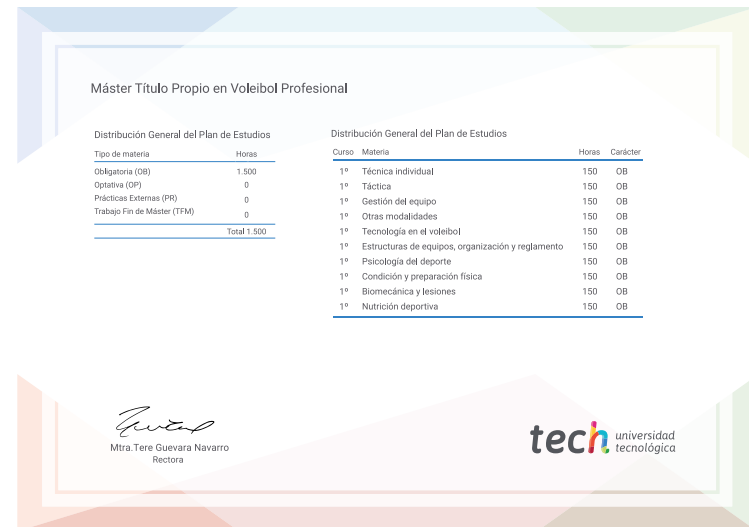 Máster Título Propio en Voleibol Profesional
Distribución General del Plan de Estudios
Tipo de materia Horas
Obligatoria (OB) 1.500
Optativa (OP) 0
Prácticas Externas (PR) 0
Trabajo Fin de Máster (TFM) 0
Total 1.500
Distribución General del Plan de Estudios
Curso Materia Horas Carácter
1º Técnica individual 150 OB
1º Táctica 150 OB
1º Gestión del equipo 150 OB
1º Otras modalidades 150 OB
1º Tecnología en el voleibol 150 OB
1º Estructuras de equipos, organización y reglamento 150 OB
1º Psicología del deporte 150 OB
1º Condición y preparación física 150 OB
1º Biomecánica y lesiones 150 OB
1º Nutrición deportiva 150 OB
Mtra.Tere Guevara Navarro
Rectora
tech universidad
tecnológica